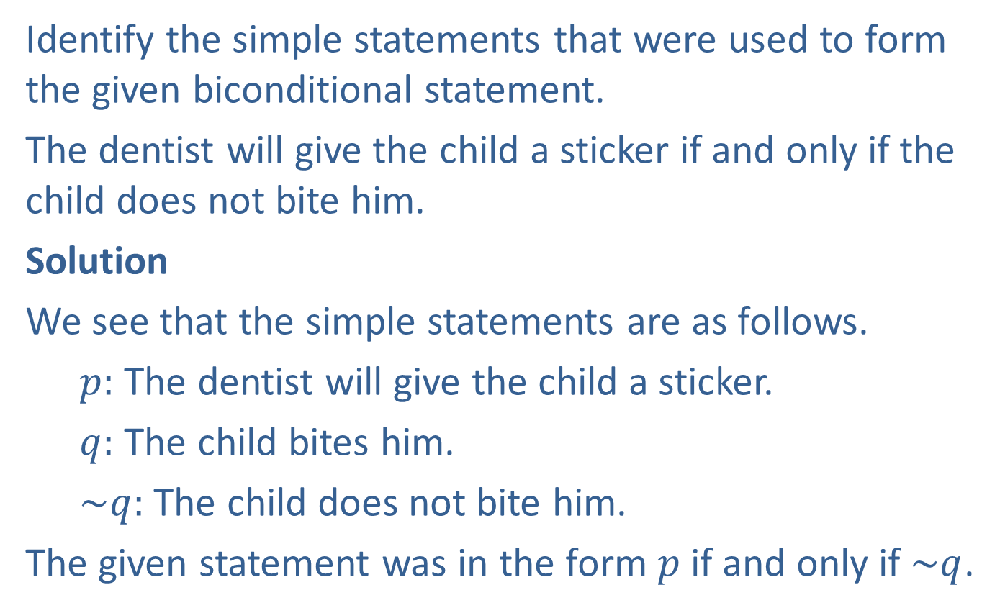 Identify the simple statements that were used to form
the given biconditional statement.
The dentist will give the child a sticker if and only if the
child does not bite him.
Solution
We see that the simple statements are as follows.
p: The dentist will give the child a sticker.
q: The child bites him.
~q: The child does not bite him.
The given statement was in the form p if and only if ~q.